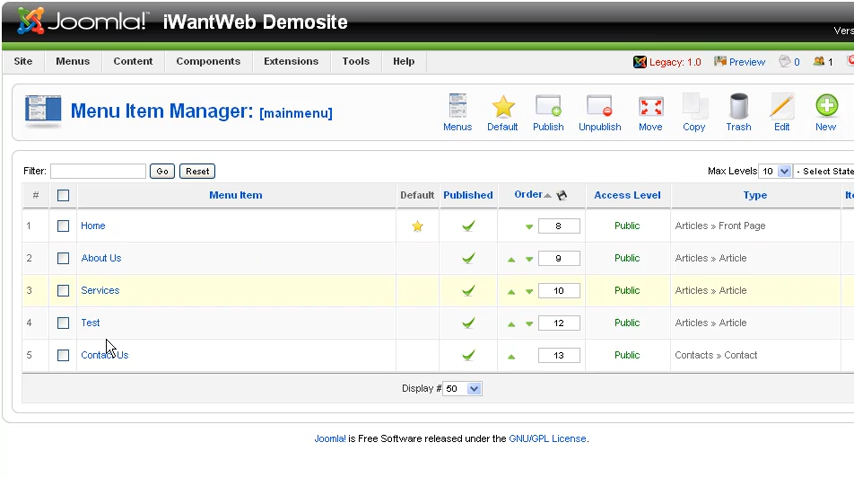 Joomla! iWantWeb Demosite
Vers
Site Menus Content Components Extensions Tools Help Legacy: 1.0 Preview 0 1
Menu Item Manager: [mainmenu] Menus Default Publish Unpublish Move Copy Trash Edit New
Filter: Go Reset Max Levels 10 - Select State
# Menu Item Default Published Order Access Level Type Ite
1 Home 8 Public Articles » Front Page
2 About Us 9 Public Articles » Article
3 Services 10 Public Articles » Article
4 Test 12 Public Articles » Article
5 Contact Us 13 Public Contacts » Contact
Display # 50
Joomla! is Free Software released under the GNU/GPL License.